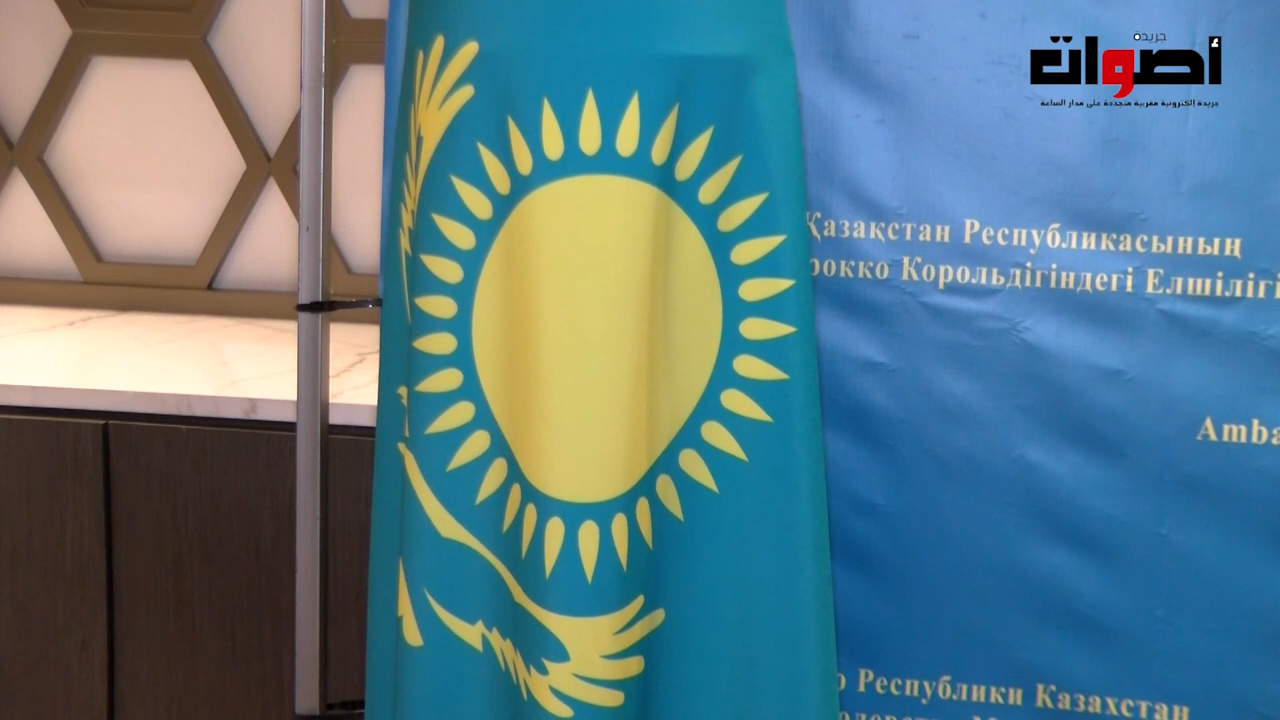 جريدة
أصوات
جريدة إلكترونية مغربية متجددة على مدار الساعة
Қазақстан Республикасының
рокко Корольдігіндегі Елшілігі
Amba
о Республики Казахстан